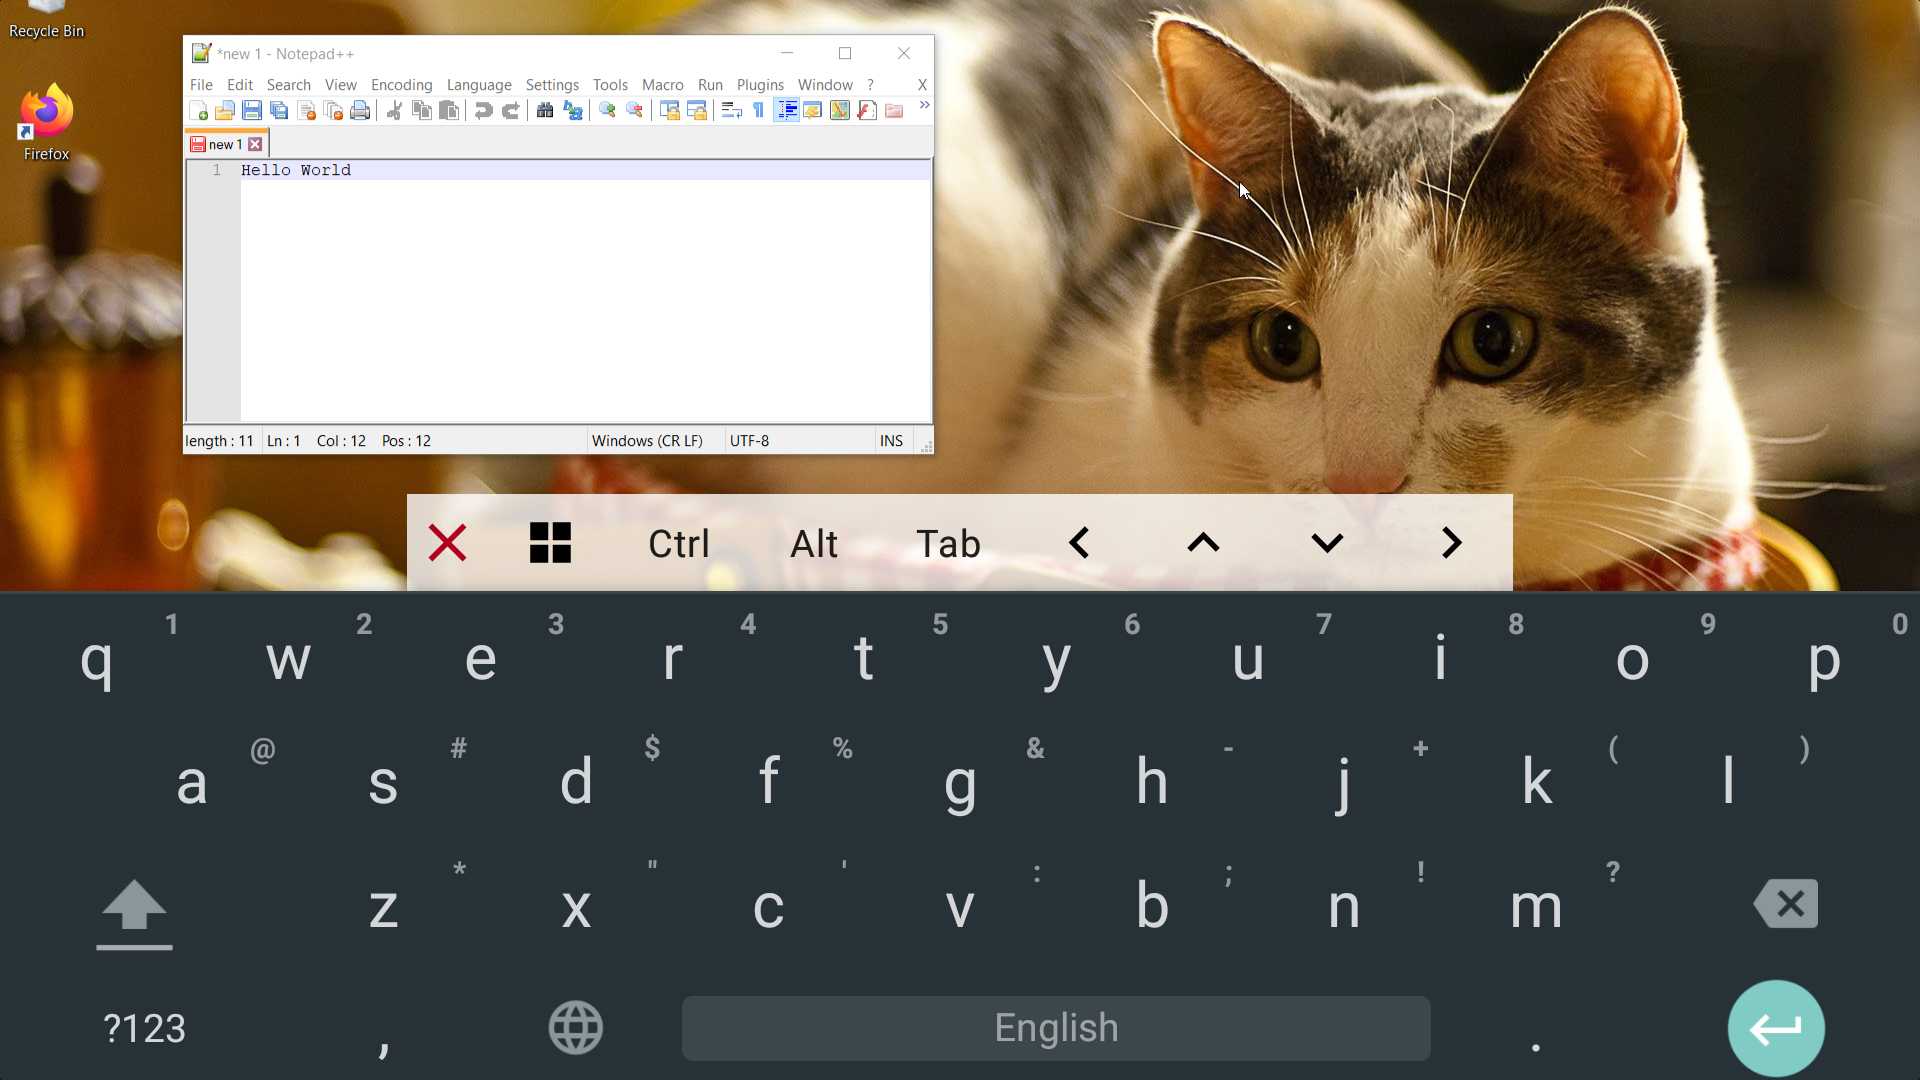 Recycle Bin
Firefox
*new 1 - Notepad++
File Edit Search View Encoding Language Settings Tools Macro Run Plugins Window ? X
new 1
1 Hello World
length : 11 Ln : 1 Col : 12 Pos : 12 Windows (CR LF) UTF-8 INS
Ctrl Alt Tab
1 2 3 4 5 6 7 8 9 0
q w e r t y u i o p
@ # $ % & - + ( )
a s d f g h j k l
* " ' : ; ! ?
z x c v b n m
?123 , English .